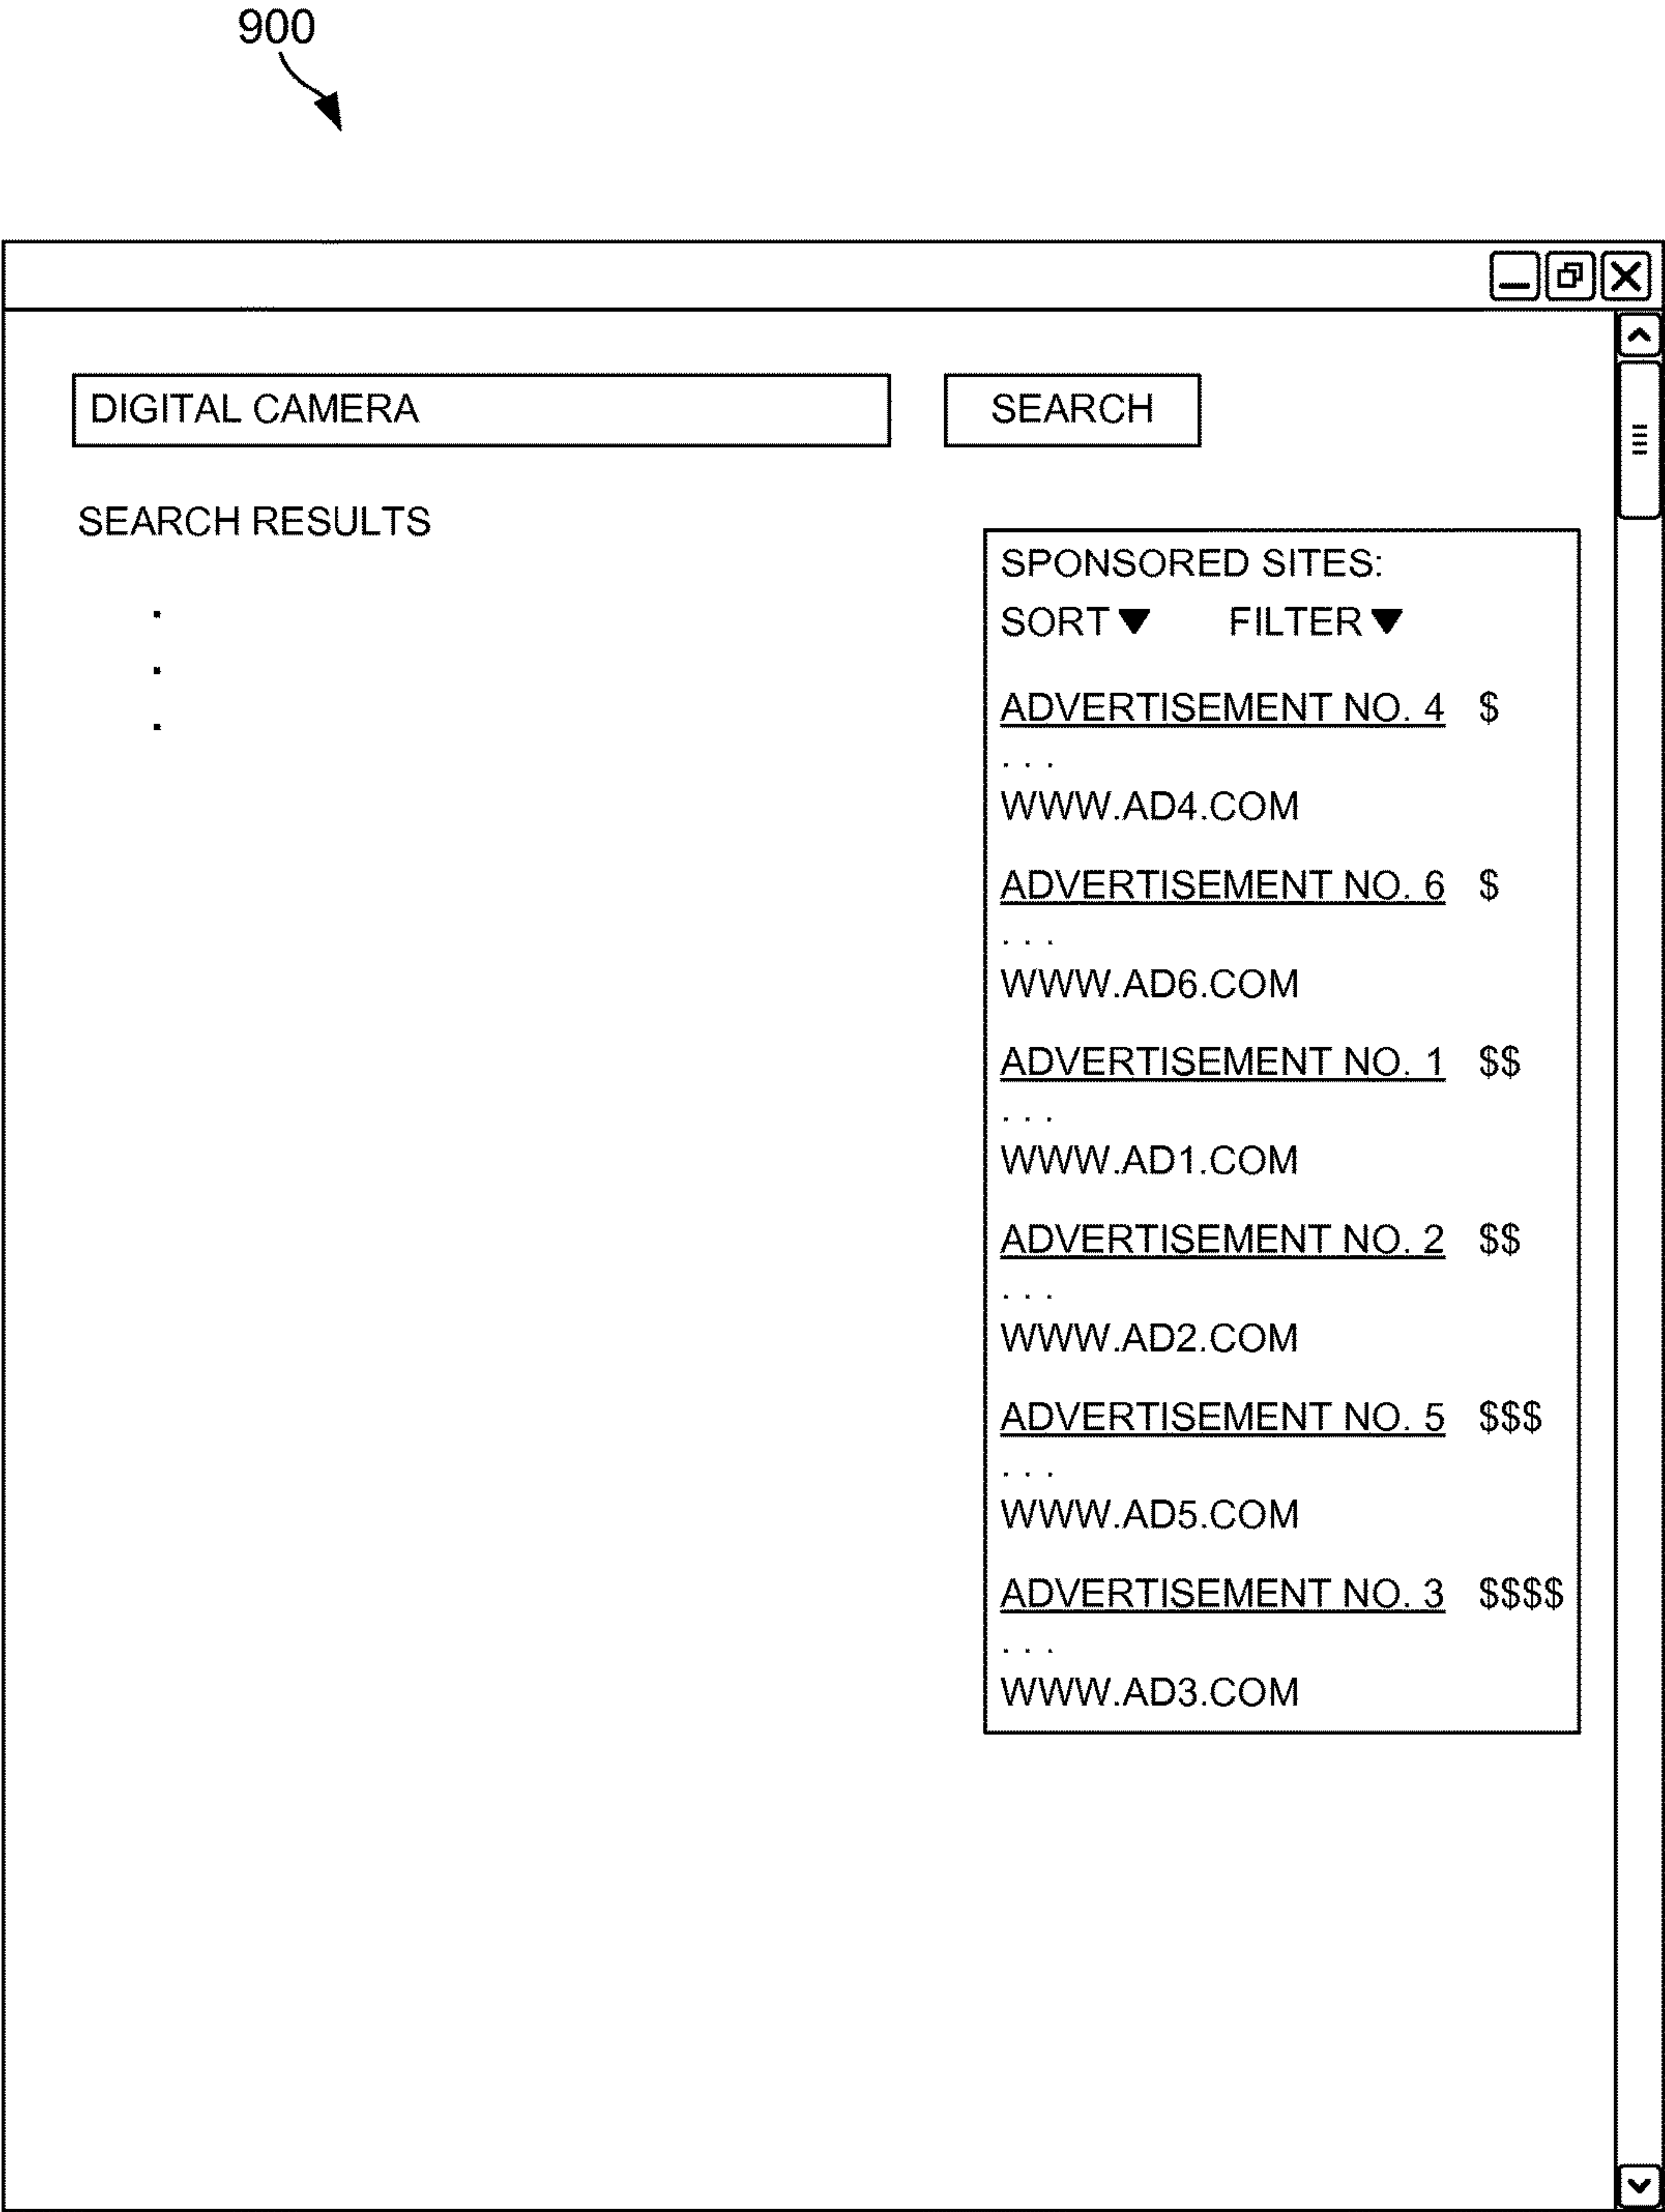 900
DIGITAL CAMERA
SEARCH
SEARCH RESULTS
.
.
.
SPONSORED SITES:
SORT▼ FILTER▼
ADVERTISEMENT NO. 4 $
. . .
WWW.AD4.COM
ADVERTISEMENT NO. 6 $
. . .
WWW.AD6.COM
ADVERTISEMENT NO. 1 $$
. . .
WWW.AD1.COM
ADVERTISEMENT NO. 2 $$
. . .
WWW.AD2.COM
ADVERTISEMENT NO. 5 $$$
. . .
WWW.AD5.COM
ADVERTISEMENT NO. 3 $$$$
. . .
WWW.AD3.COM